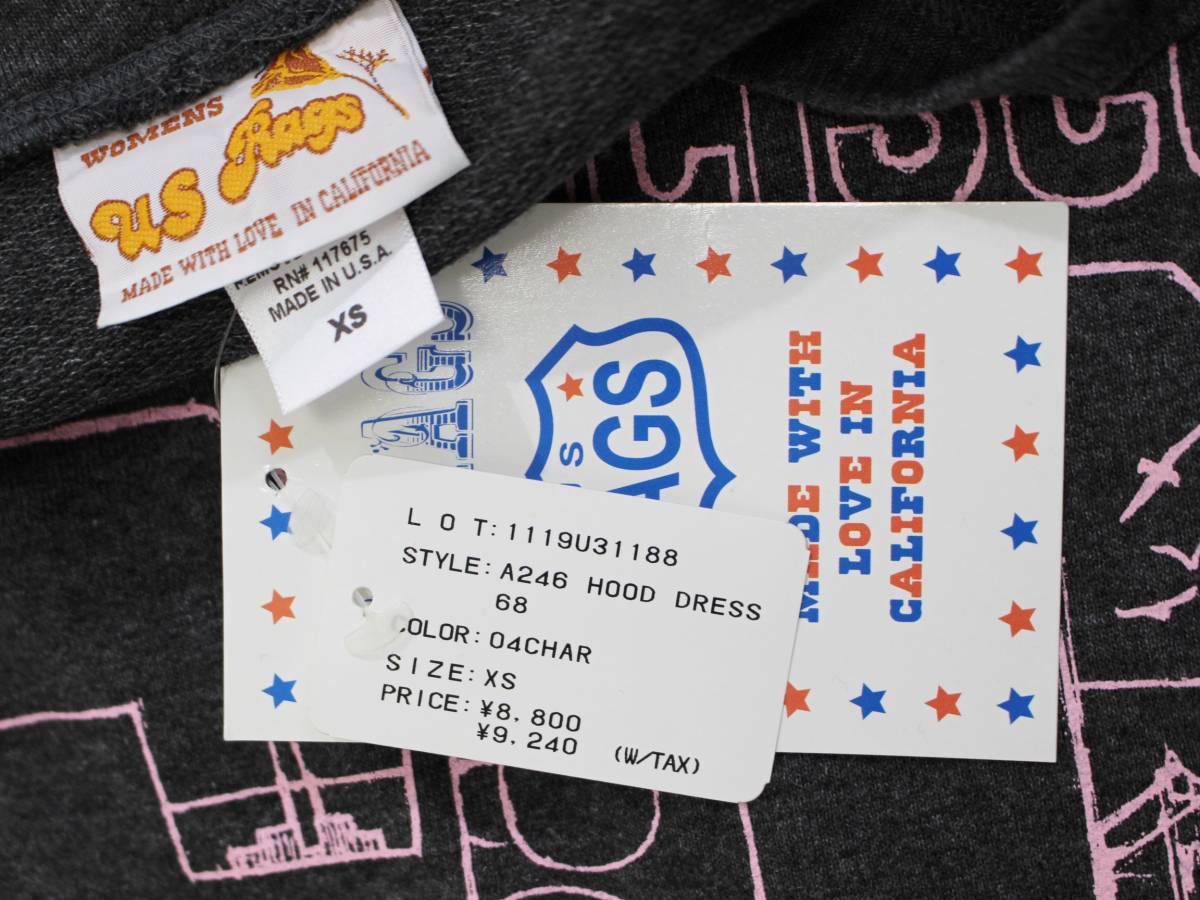 WOMENS
US Rags
MADE WITH LOVE IN CALIFORNIA
RN# 117675
MADE IN U.S.A.
XS
MADE WITH
LOVE IN
CALIFORNIA
LOT:1119U31188
STYLE:A246 HOOD DRESS
68
COLOR:04CHAR
SIZE:XS
PRICE:¥8,800
¥9,240 (W/TAX)